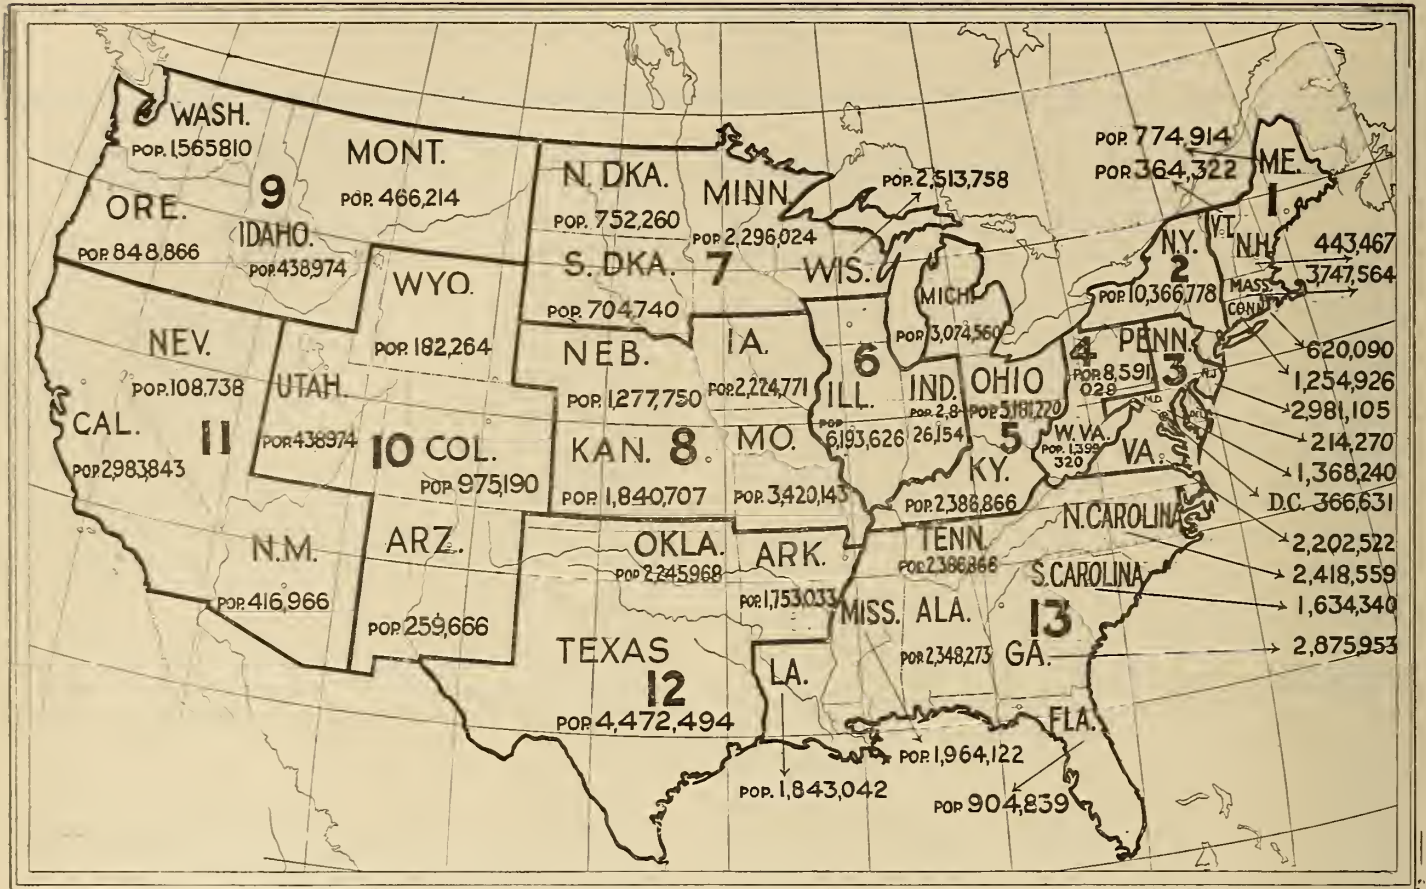 WASH.
POP. 1,565810
9
MONT.
POP. 466,214
ORE.
POP. 848,866
IDAHO.
POP. 438,974
WYO.
POP. 182,264
N. DKA.
POP. 752,260
MINN.
POP. 2,296,024
S. DKA.
7
POP. 704,740
WIS.
POP. 2,513,758
POP. 774,914
POP. 364,322
ME.
1
VT.
N.H.
443,467
3,747,564
MASS.
CONN.
N.Y.
2
POP. 10,366,778
MICH.
POP. 3,074,560
PENN.
4
3
POP. 8,591
028
N.J.
620,090
1,254,926
2,981,105
214,270
1,368,240
D.C. 366,631
2,202,522
2,418,559
1,634,340
2,875,953
NEV.
POP. 108,738
CAL.
11
POP. 2,983,843
UTAH.
POP. 438974
10
COL.
POP. 975,190
NEB.
POP. 1,277,750
IA.
POP. 2,224,771
KAN.
8
POP. 1,840,707
MO.
POP. 3,420,143
6
ILL.
POP.
6,193,626
IND.
POP. 2,8-
26,154
OHIO
POP. 5,181,220
5
W. VA.
POP. 1,399
320
M.D.
VA.
KY.
POP. 2,386,866
N.M.
POP. 416,966
ARZ.
POP. 259,666
OKLA.
POP. 2,245968
ARK.
POP. 1,753,033
TENN.
POP. 2,386,866
N. CAROLINA
S. CAROLINA
13
MISS.
ALA.
POP. 2,348,273
GA.
TEXAS
12
POP. 4,472,494
LA.
FLA.
POP. 1,843,042
POP. 1,964,122
POP. 904,839